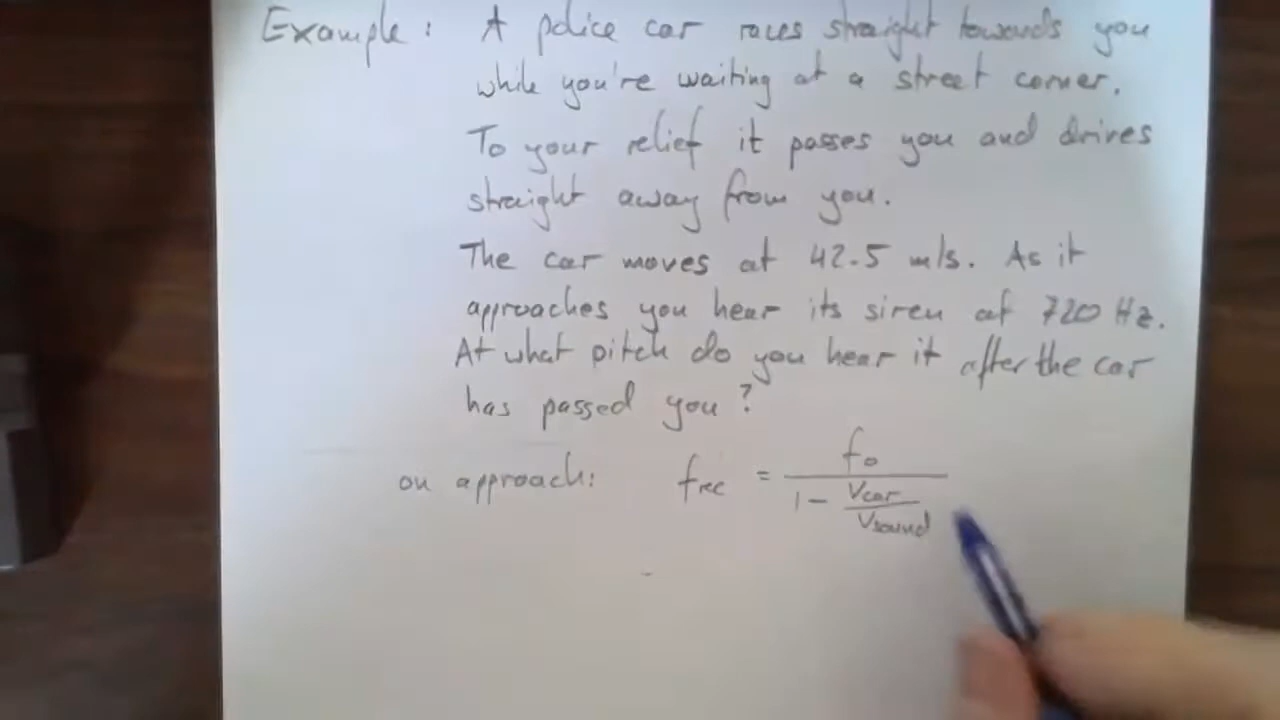 Example: A police car races straight towards you
while you're waiting at a street corner.
To your relief it passes you and drives
straight away from you.
The car moves at 42.5 m/s. As it
approaches you hear its siren at 720 Hz.
At what pitch do you hear it after the car
has passed you?
on approach: frec = f0 / (1 - vcar / vsound)